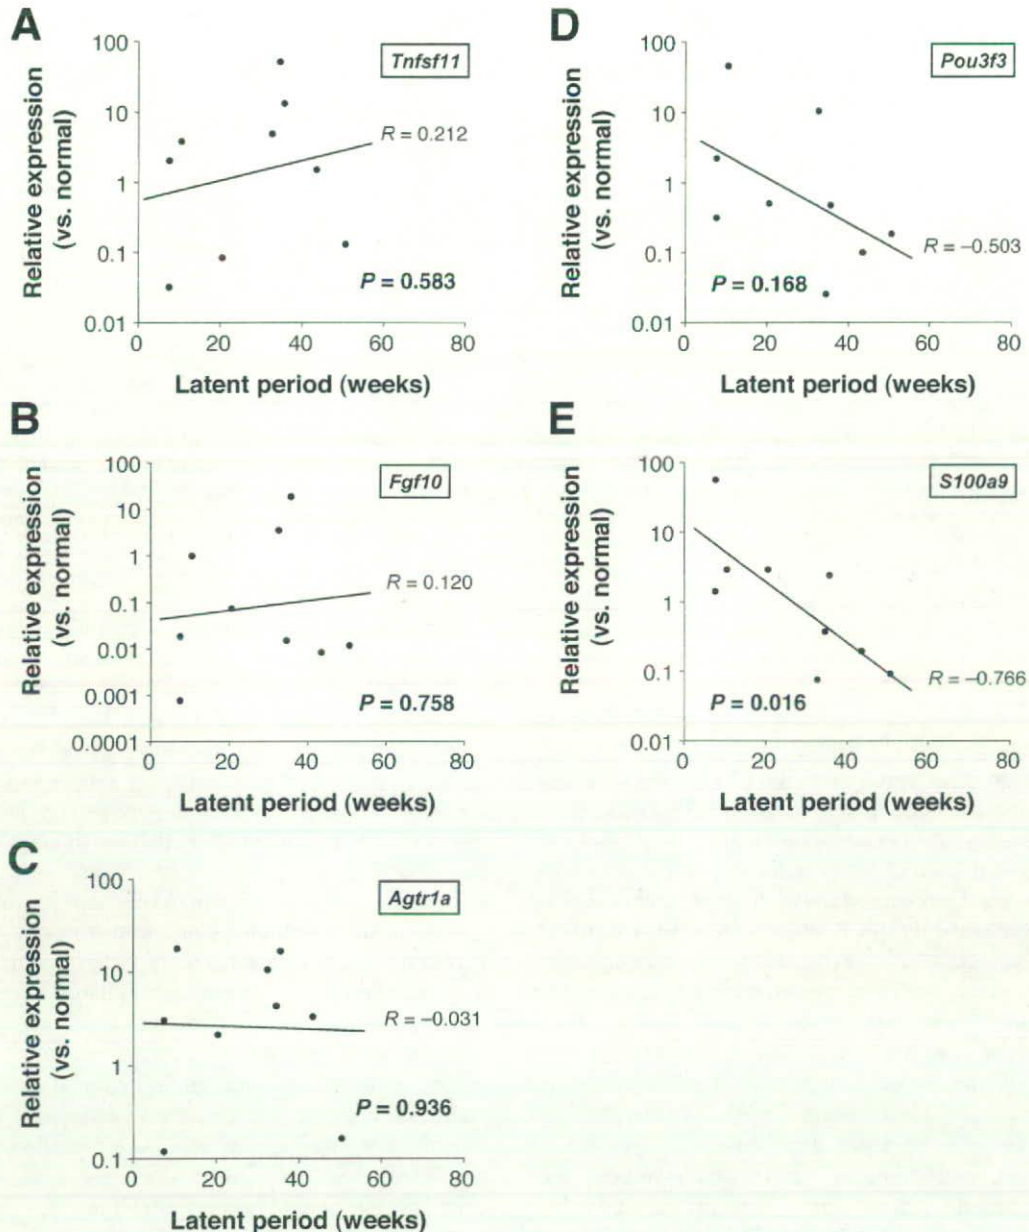 A
Tnfsf11
Relative expression
(vs. normal)
100
10
1
0.1
0.01
R = 0.212
P = 0.583
0 20 40 60 80
Latent period (weeks)
D
Pou3f3
Relative expression
(vs. normal)
100
10
1
0.1
0.01
R = –0.503
P = 0.168
0 20 40 60 80
Latent period (weeks)
B
Fgf10
Relative expression
(vs. normal)
100
10
1
0.1
0.01
0.001
0.0001
R = 0.120
P = 0.758
0 20 40 60 80
Latent period (weeks)
E
S100a9
Relative expression
(vs. normal)
100
10
1
0.1
0.01
R = –0.766
P = 0.016
0 20 40 60 80
Latent period (weeks)
C
Agtr1a
Relative expression
(vs. normal)
100
10
1
0.1
R = –0.031
P = 0.936
0 20 40 60 80
Latent period (weeks)